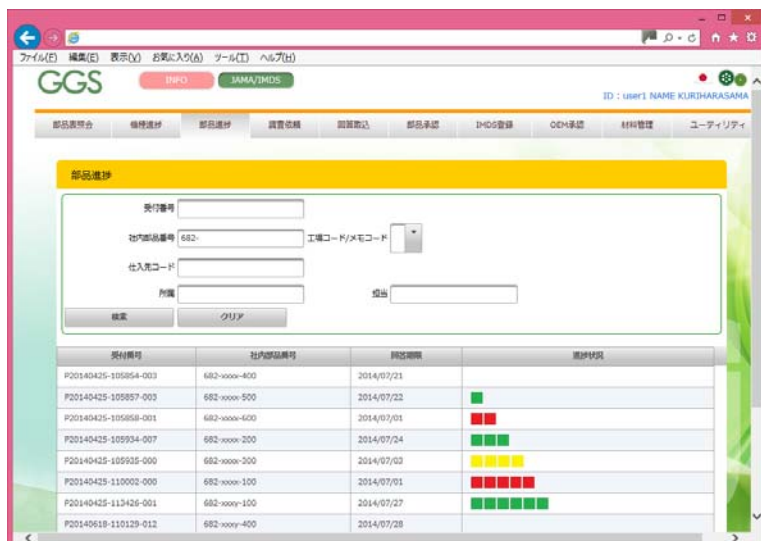 ファイル(F) 編集(E) 表示(V) お気に入り(A) ツール(T) ヘルプ(H)
GGS INFO JAMA/IMDS
ID : user1 NAME KURIHARASAMA
部品表照会 機種進捗 部品進捗 調査依頼 回答取込 部品承認 IMDS登録 OEM承認 材料管理 ユーティリティ
部品進捗
受付番号
社内部品番号 682- 工場コード/メモコード
仕入先コード
所属 担当
検索 クリア
受付番号 社内部品番号 回答期限 進捗状況
P20140425-105854-003 682-xxxx-400 2014/07/21
P20140425-105857-003 682-xxxx-500 2014/07/22
P20140425-105858-001 682-xxxx-600 2014/07/01
P20140425-105934-007 682-xxxx-200 2014/07/24
P20140425-105935-000 682-xxxx-300 2014/07/03
P20140425-110002-000 682-xxxx-100 2014/07/01
P20140425-113426-001 682-xxxy-100 2014/07/27
P20140618-110129-012 682-xxxy-400 2014/07/28